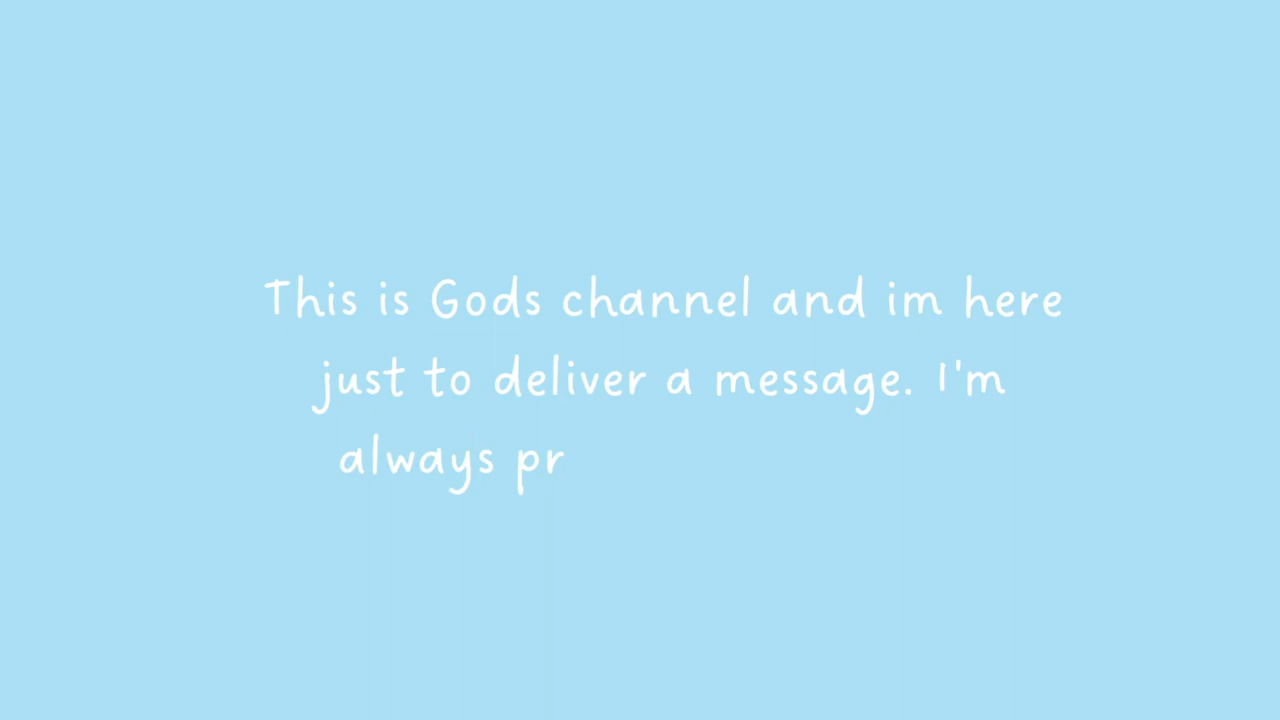 This is Gods channel and im here
just to deliver a message. I'm
always pr